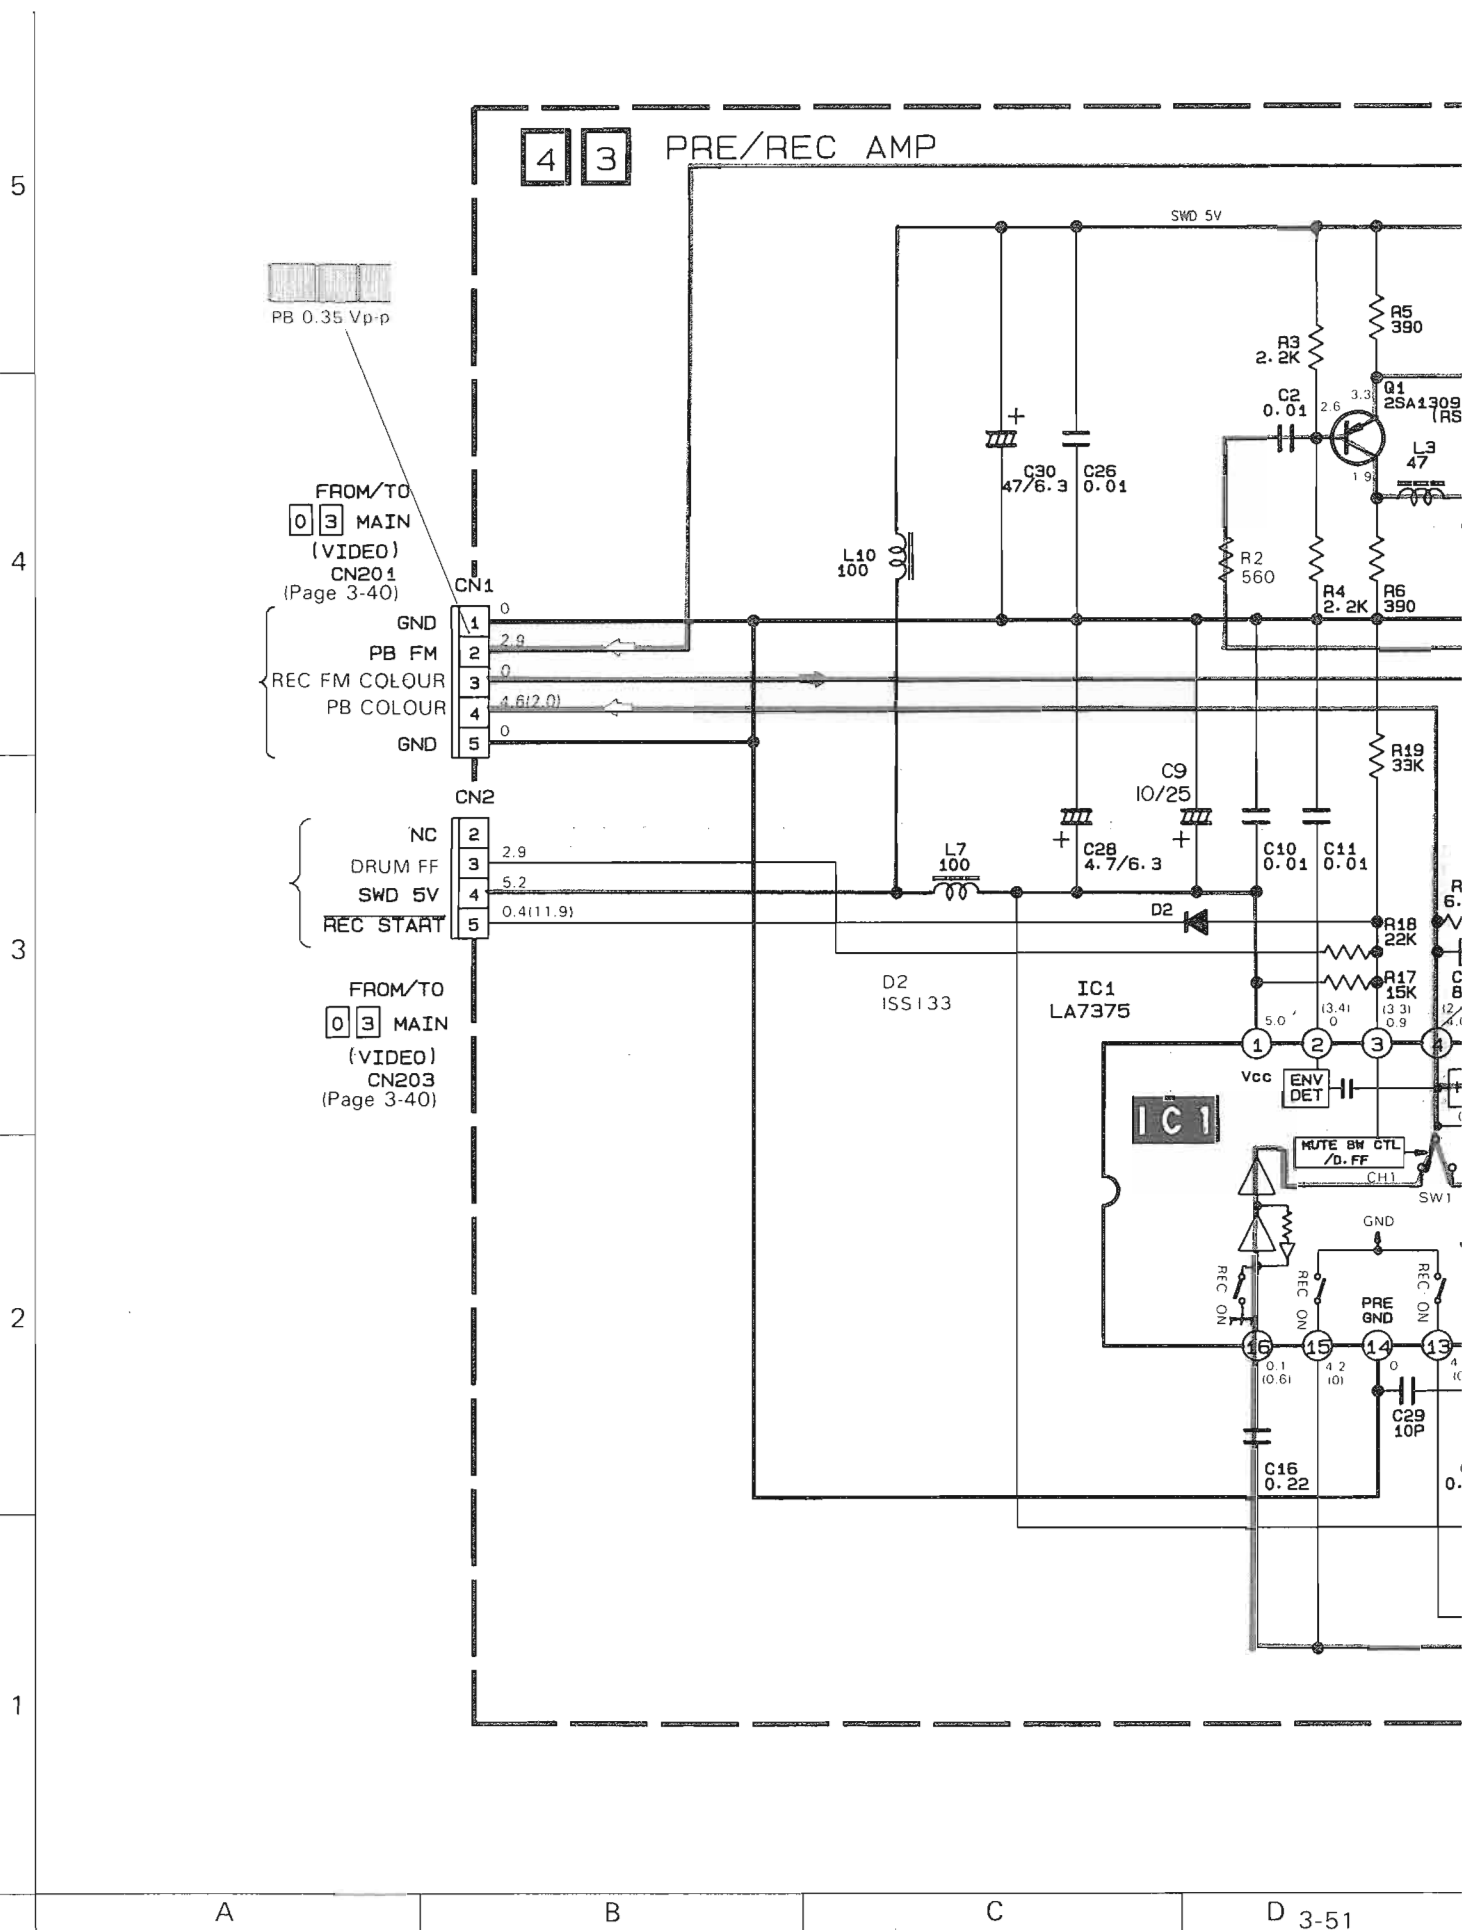 4 3 PRE/REC AMP
5
SWD 5V
PB 0.35 Vp-p
R5
390
R3
2.2K
Q1
2SA1309
(RS
3.3
2.6
1.9
C2
0.01
L3
47
C30
47/6.3
C26
0.01
FROM/TO
0 3 MAIN
(VIDEO)
CN201
(Page 3-40)
4
L10
100
R2
560
R4
2.2K
R6
390
CN1
GND 1 0
PB FM 2 2.9
REC FM COLOUR 3 0
PB COLOUR 4 4.6(2.0)
GND 5 0
R19
33K
C9
10/25
CN2
NC 2
DRUM FF 3 2.9
SWD 5V 4 5.2
REC START 5 0.4(11.9)
L7
100
C28
4.7/6.3
C10
0.01
C11
0.01
D2
R
6.
3
R18
22K
R17
15K
C
8
FROM/TO
0 3 MAIN
(VIDEO)
CN203
(Page 3-40)
D2
ISS133
IC1
LA7375
5.0
(3.4)
0
(3.3)
0.9
1 2 3 4
Vcc
ENV
DET
IC1
MUTE SW CTL
/D.FF
CH1
SW1
GND
REC ON
REC ON
REC ON
PRE
GND
2
16 15 14 13
0.1
(0.6)
4.2
(0)
0
4
C29
10P
C16
0.22
0.
1
A B C D
3-51